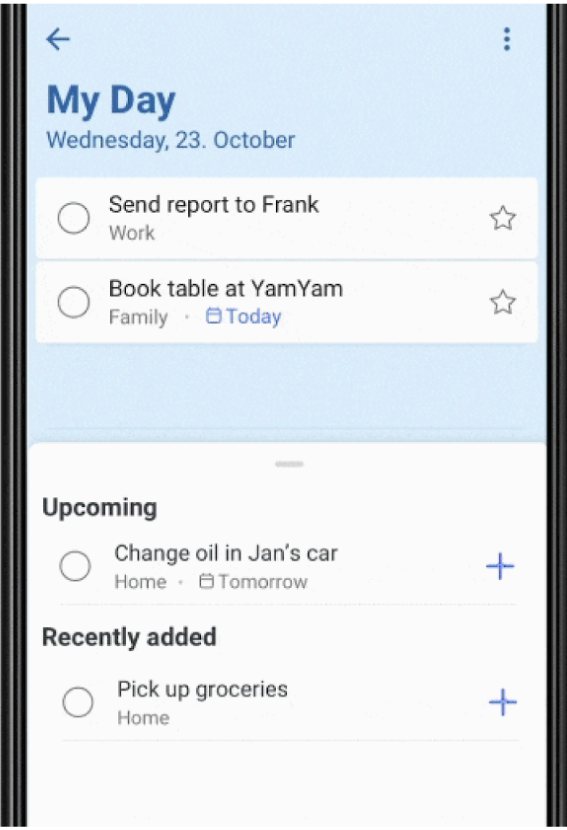 My Day
Wednesday, 23. October
Send report to Frank
Work
Book table at YamYam
Family · Today
Upcoming
Change oil in Jan's car
Home · Tomorrow
Recently added
Pick up groceries
Home